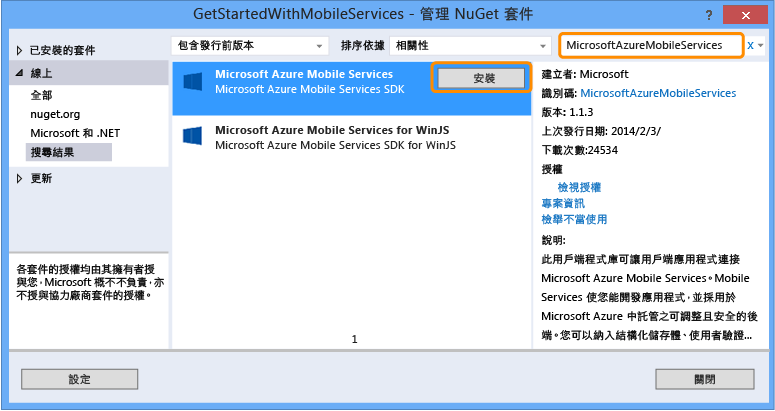 GetStartedWithMobileServices - 管理 NuGet 套件
? x
已安裝的套件
線上
全部
nuget.org
Microsoft 和 .NET
搜尋結果
更新
各套件的授權均由其擁有者授
與您，Microsoft 概不不負責，亦
不授與協力廠商套件的授權。
包含發行前版本
排序依據 相關性
Microsoft Azure Mobile Services
Microsoft Azure Mobile Services SDK
安裝
Microsoft Azure Mobile Services for WinJS
Microsoft Azure Mobile Services SDK for WinJS
1
MicrosoftAzureMobileServices x
建立者: Microsoft
識別碼: MicrosoftAzureMobileServices
版本: 1.1.3
上次發行日期: 2014/2/3/
下載次數:24534
授權
檢視授權
專案資訊
檢舉不當使用
說明:
此用戶端程式庫可讓用戶端應用程式連接
Microsoft Azure Mobile Services。Mobile
Services 使您能開發應用程式，並採用於
Microsoft Azure 中託管之可調整且安全的後
端。您可以納入結構化儲存體、使用者驗證...
設定
關閉